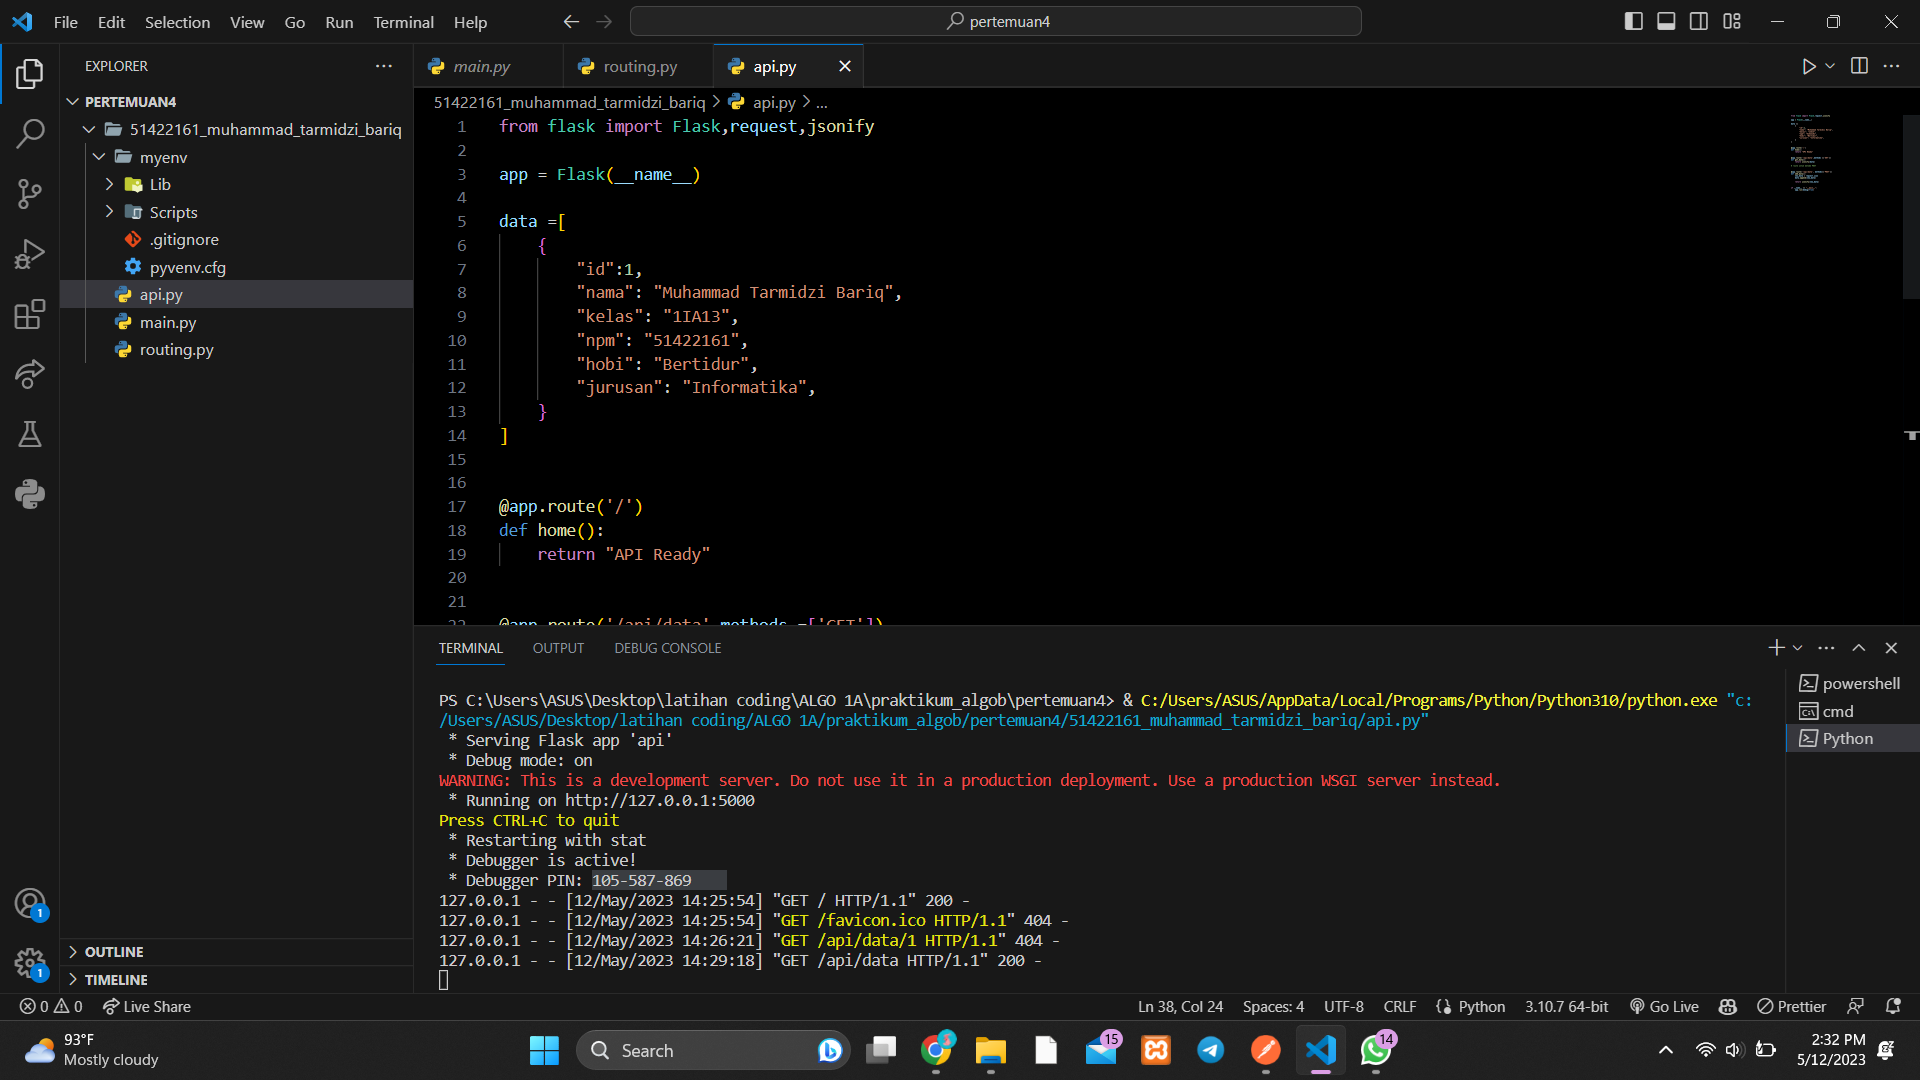 File Edit Selection View Go Run Terminal Help
pertemuan4
EXPLORER
PERTEMUAN4
51422161_muhammad_tarmidzi_bariq
myenv
Lib
Scripts
.gitignore
pyvenv.cfg
api.py
main.py
routing.py
OUTLINE
TIMELINE
main.py routing.py api.py
51422161_muhammad_tarmidzi_bariq > api.py > ...
1 from flask import Flask,request,jsonify
2
3 app = Flask(__name__)
4
5 data =[
6 {
7 "id":1,
8 "nama": "Muhammad Tarmidzi Bariq",
9 "kelas": "1IA13",
10 "npm": "51422161",
11 "hobi": "Bertidur",
12 "jurusan": "Informatika",
13 }
14 ]
15
16
17 @app.route('/')
18 def home():
19 return "API Ready"
20
21
22 @app.route('/api/data',methods =['GET'])
TERMINAL OUTPUT DEBUG CONSOLE
PS C:\Users\ASUS\Desktop\latihan coding\ALGO 1A\praktikum_algob\pertemuan4> & C:/Users/ASUS/AppData/Local/Programs/Python/Python310/python.exe "c:
/Users/ASUS/Desktop/latihan coding/ALGO 1A/praktikum_algob/pertemuan4/51422161_muhammad_tarmidzi_bariq/api.py"
* Serving Flask app 'api'
* Debug mode: on
WARNING: This is a development server. Do not use it in a production deployment. Use a production WSGI server instead.
* Running on http://127.0.0.1:5000
Press CTRL+C to quit
* Restarting with stat
* Debugger is active!
* Debugger PIN: 105-587-869
127.0.0.1 - - [12/May/2023 14:25:54] "GET / HTTP/1.1" 200 -
127.0.0.1 - - [12/May/2023 14:25:54] "GET /favicon.ico HTTP/1.1" 404 -
127.0.0.1 - - [12/May/2023 14:26:21] "GET /api/data/1 HTTP/1.1" 404 -
127.0.0.1 - - [12/May/2023 14:29:18] "GET /api/data HTTP/1.1" 200 -
powershell
cmd
Python
1
1
0 0 Live Share
Ln 38, Col 24 Spaces: 4 UTF-8 CRLF Python 3.10.7 64-bit Go Live Prettier
93°F
Mostly cloudy
Search
15
14
2:32 PM
5/12/2023